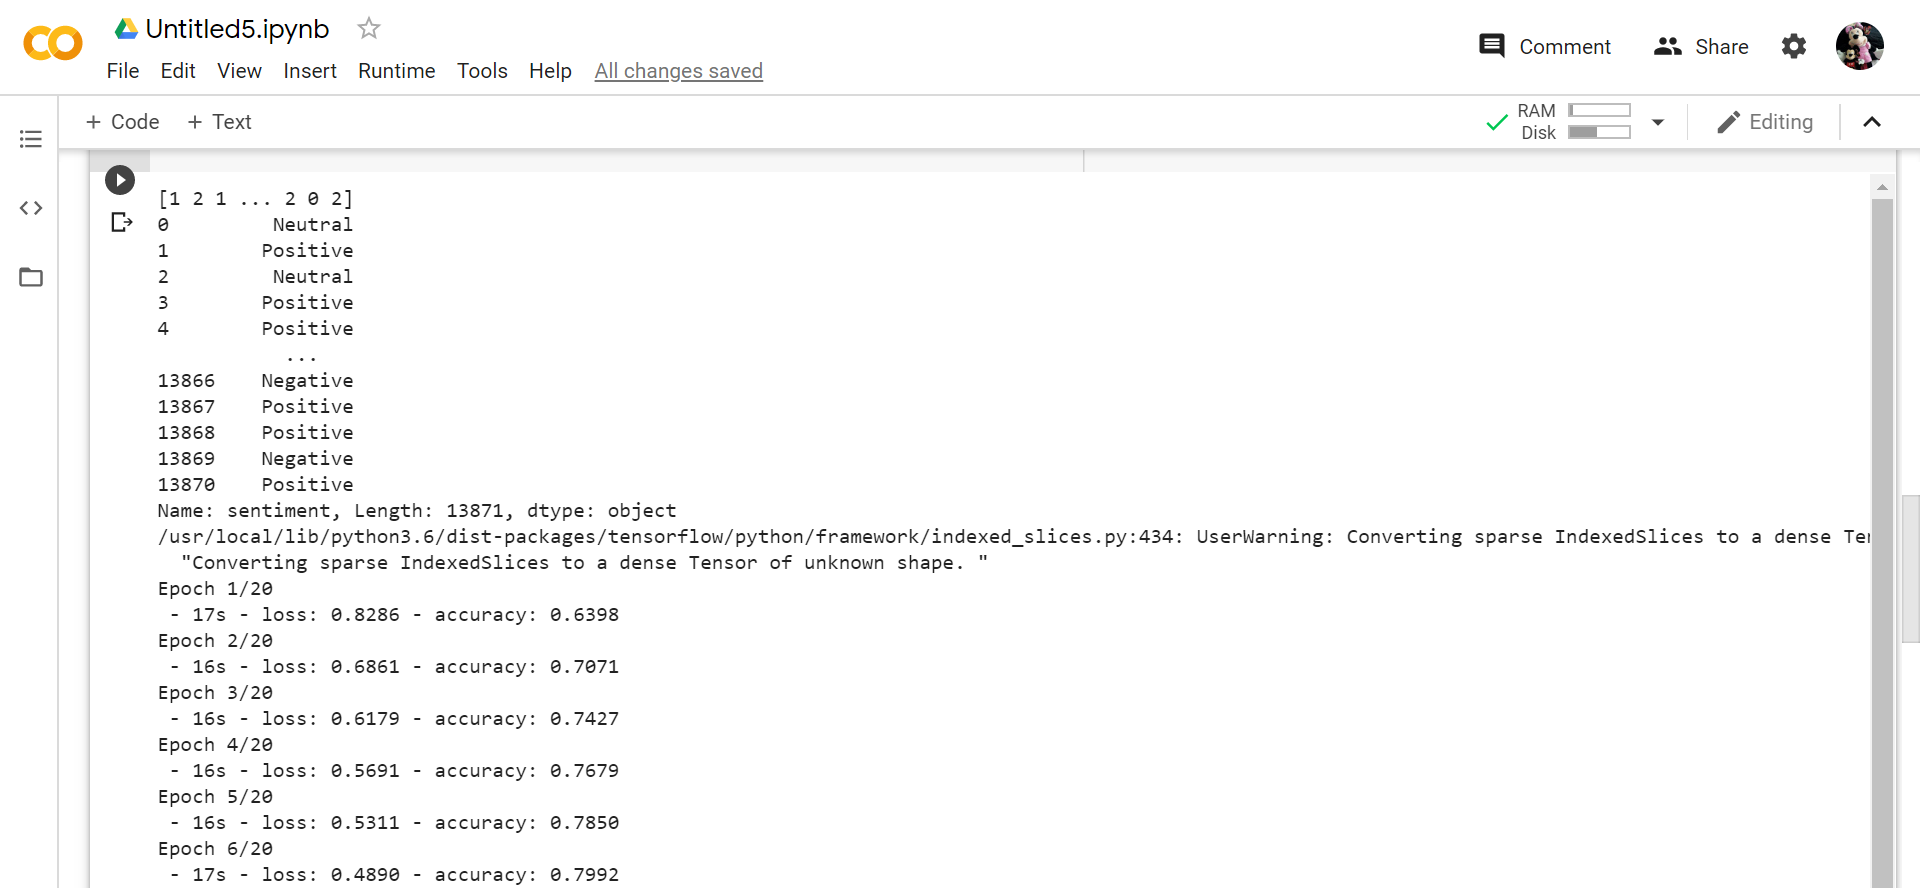 Untitled5.ipynb
File Edit View Insert Runtime Tools Help All changes saved
Comment Share
+ Code + Text
RAM
Disk
Editing
[1 2 1 ... 2 0 2]
0 Neutral
1 Positive
2 Neutral
3 Positive
4 Positive
...
13866 Negative
13867 Positive
13868 Positive
13869 Negative
13870 Positive
Name: sentiment, Length: 13871, dtype: object
/usr/local/lib/python3.6/dist-packages/tensorflow/python/framework/indexed_slices.py:434: UserWarning: Converting sparse IndexedSlices to a dense
"Converting sparse IndexedSlices to a dense Tensor of unknown shape. "
Epoch 1/20
- 17s - loss: 0.8286 - accuracy: 0.6398
Epoch 2/20
- 16s - loss: 0.6861 - accuracy: 0.7071
Epoch 3/20
- 16s - loss: 0.6179 - accuracy: 0.7427
Epoch 4/20
- 16s - loss: 0.5691 - accuracy: 0.7679
Epoch 5/20
- 16s - loss: 0.5311 - accuracy: 0.7850
Epoch 6/20
- 17s - loss: 0.4890 - accuracy: 0.7992